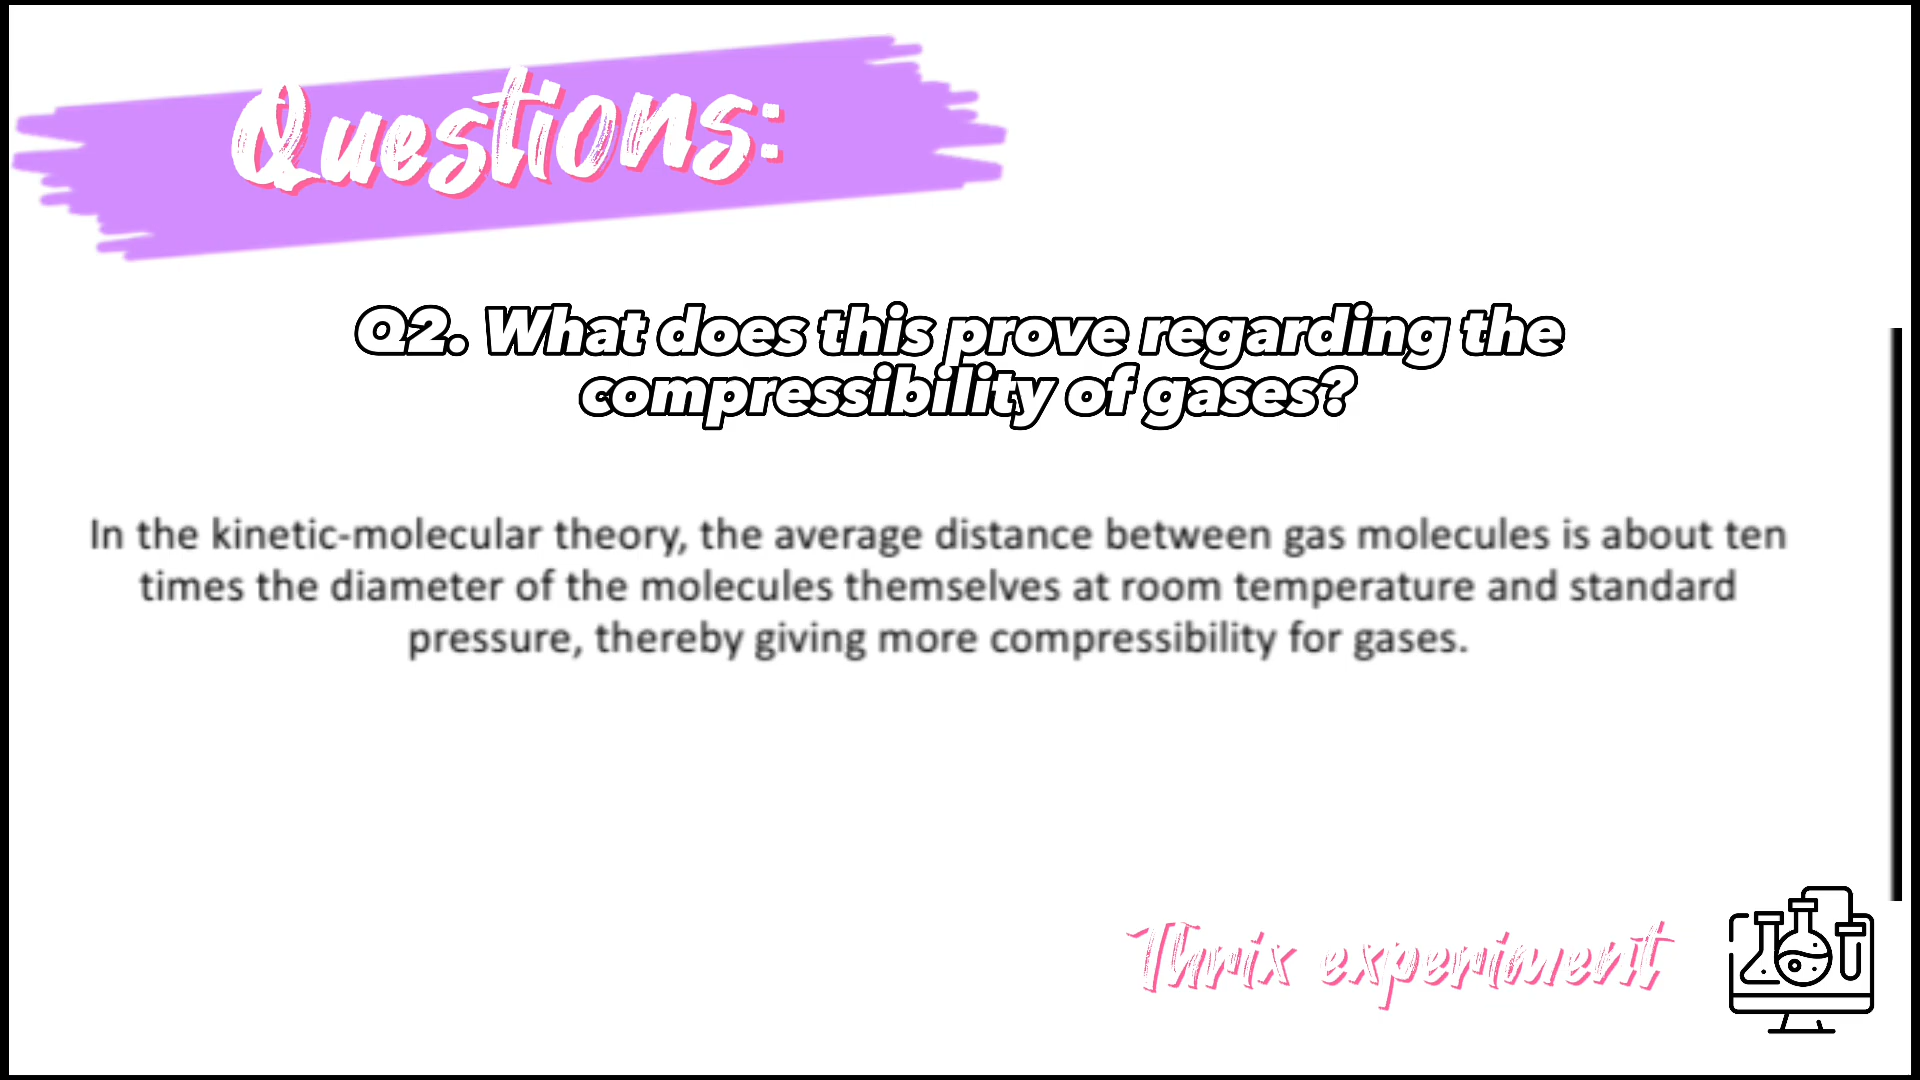 Questions:
Q2. What does this prove regarding the
compressibility of gases?
In the kinetic-molecular theory, the average distance between gas molecules is about ten
times the diameter of the molecules themselves at room temperature and standard
pressure, thereby giving more compressibility for gases.
Thrix experiment